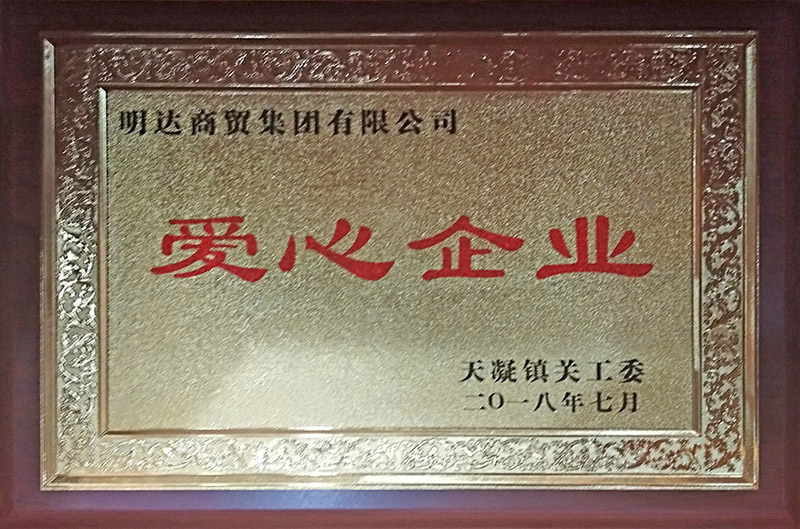 明达商贸集团有限公司
爱心企业
天凝镇关工委
二〇一八年七月